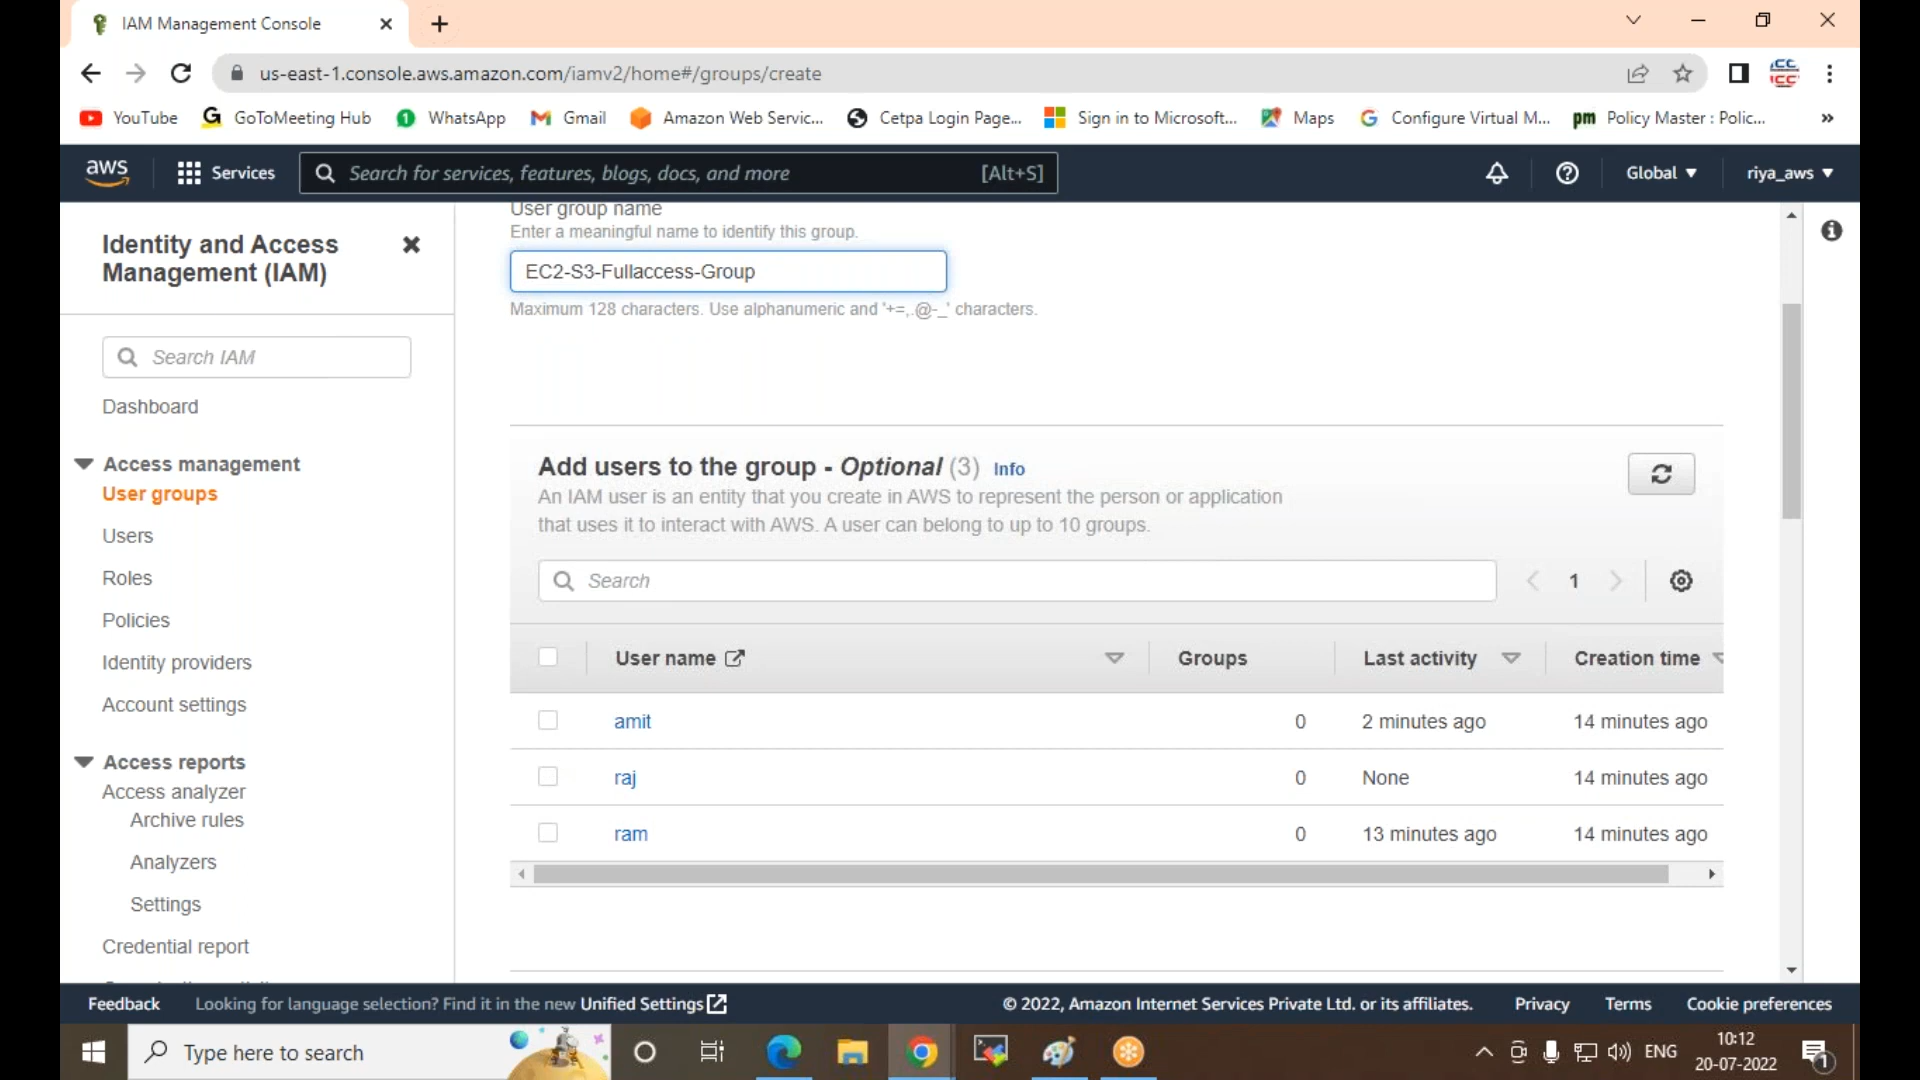 IAM Management Console
us-east-1.console.aws.amazon.com/iamv2/home#/groups/create
YouTube GoToMeeting Hub WhatsApp Gmail Amazon Web Servic... Cetpa Login Page... Sign in to Microsoft... Maps Configure Virtual M... pm Policy Master : Polic... »
aws Services Search for services, features, blogs, docs, and more [Alt+S] Global riya_aws
Identity and Access
Management (IAM)
Search IAM
Dashboard
Access management
User groups
Users
Roles
Policies
Identity providers
Account settings
Access reports
Access analyzer
Archive rules
Analyzers
Settings
Credential report
User group name
Enter a meaningful name to identify this group.
EC2-S3-Fullaccess-Group
Maximum 128 characters. Use alphanumeric and '+=,.@-_' characters.
Add users to the group - Optional (3) Info
An IAM user is an entity that you create in AWS to represent the person or application
that uses it to interact with AWS. A user can belong to up to 10 groups.
Search
1
User name Groups Last activity Creation time
amit 0 2 minutes ago 14 minutes ago
raj 0 None 14 minutes ago
ram 0 13 minutes ago 14 minutes ago
Feedback Looking for language selection? Find it in the new Unified Settings © 2022, Amazon Internet Services Private Ltd. or its affiliates. Privacy Terms Cookie preferences
Type here to search
ENG
10:12
20-07-2022
1